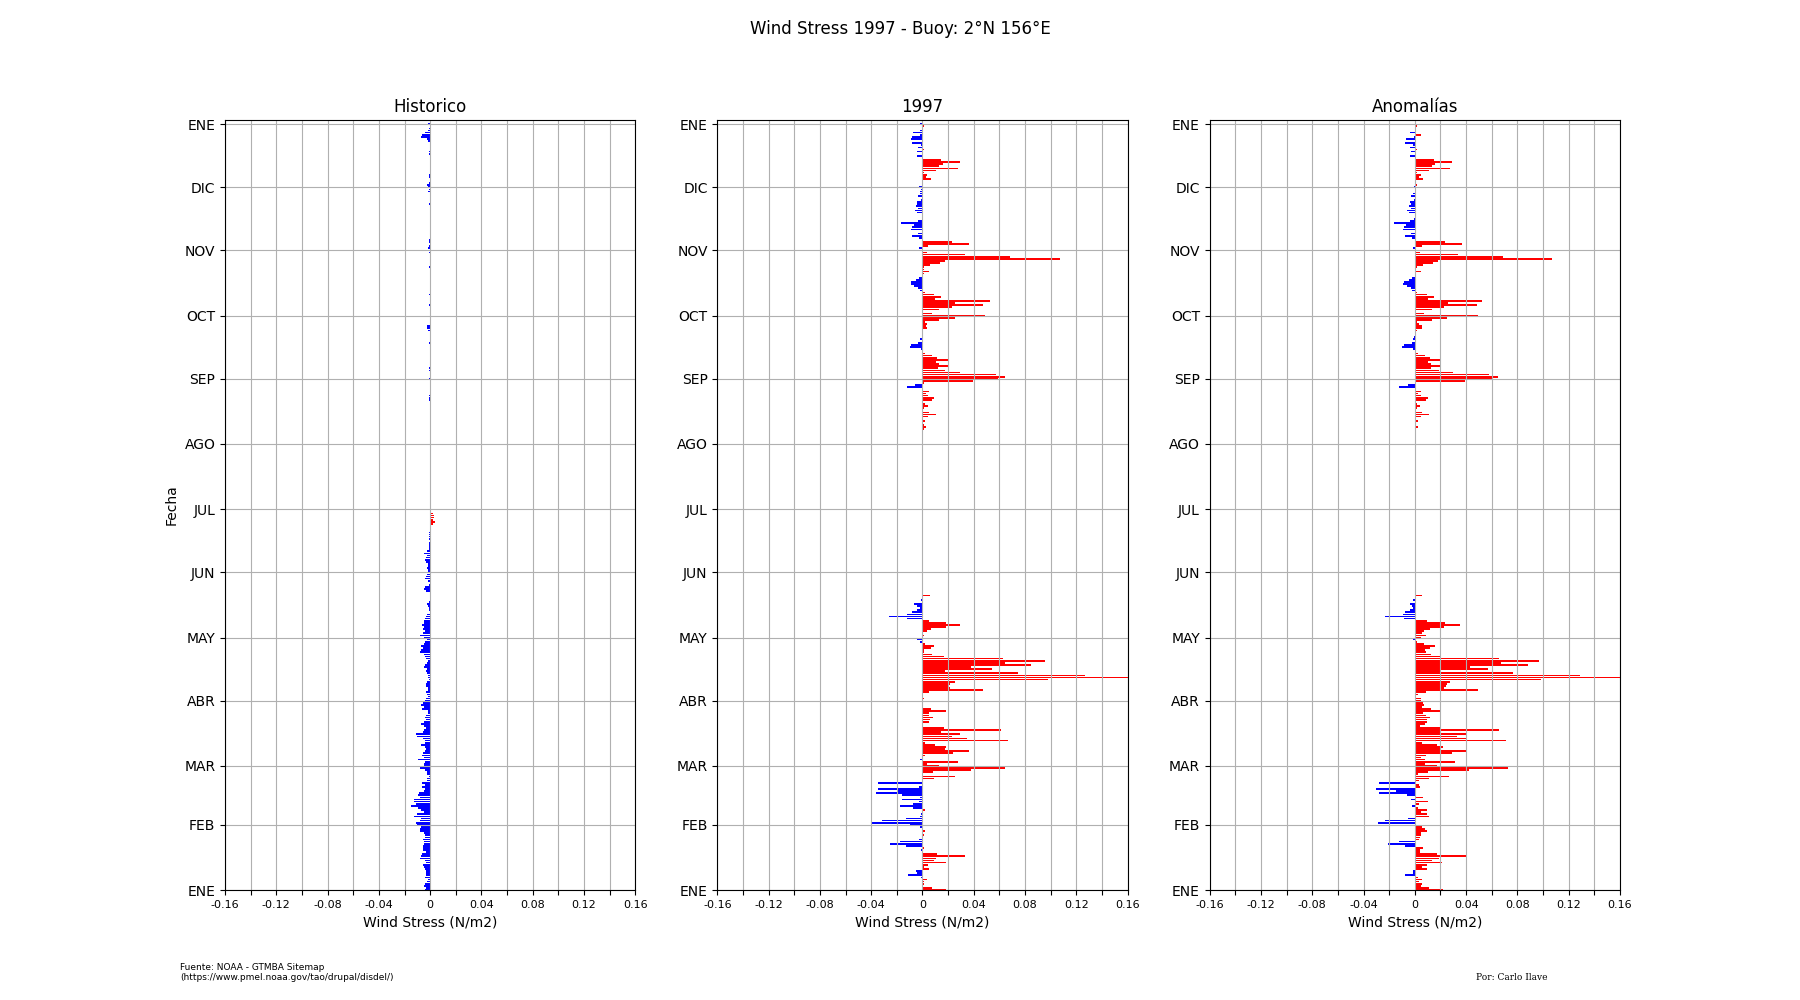 Wind Stress 1997 - Buoy: 2°N 156°E
Historico
ENE
DIC
NOV
OCT
SEP
AGO
JUL
JUN
MAY
ABR
MAR
FEB
ENE
Fecha
-0.16 -0.12 -0.08 -0.04 0 0.04 0.08 0.12 0.16
Wind Stress (N/m2)
1997
ENE
DIC
NOV
OCT
SEP
AGO
JUL
JUN
MAY
ABR
MAR
FEB
ENE
-0.16 -0.12 -0.08 -0.04 0 0.04 0.08 0.12 0.16
Wind Stress (N/m2)
Anomalías
ENE
DIC
NOV
OCT
SEP
AGO
JUL
JUN
MAY
ABR
MAR
FEB
ENE
-0.16 -0.12 -0.08 -0.04 0 0.04 0.08 0.12 0.16
Wind Stress (N/m2)
Fuente: NOAA - GTMBA Sitemap
(https://www.pmel.noaa.gov/tao/drupal/disdel/)
Por: Carlo Ilave